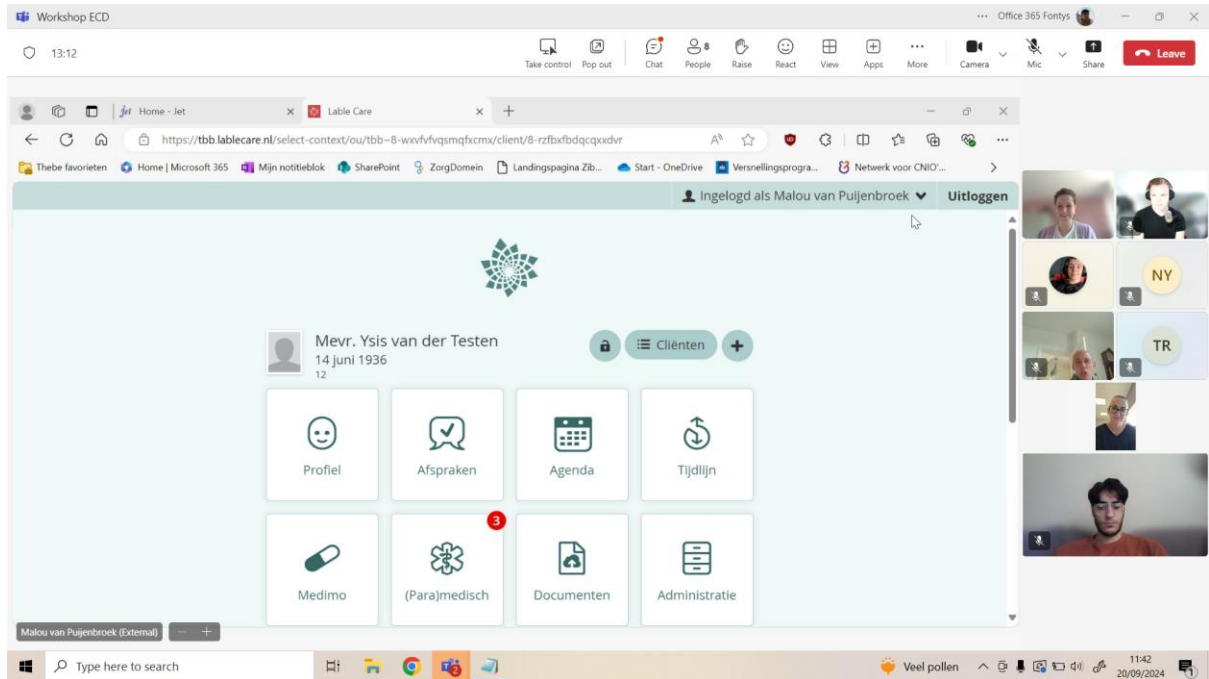 Workshop ECD
Office 365 Fontys
13:12
Take control
Pop out
Chat
8
People
Raise
React
View
Apps
More
Camera
Mic
Share
Leave
Home - Jet
Lable Care
https://tbb.lablecare.nl/select-context/ou/tbb~8-wxvfvfvqsmqfxcmx/client/8-rzfbxfbdqcqxxdvr
Thebe favorieten
Home | Microsoft 365
Mijn notitieblok
SharePoint
ZorgDomein
Landingspagina Zib...
Start - OneDrive
Versnellingsprogra...
Netwerk voor CNIO'...
Ingelogd als Malou van Puijenbroek
Uitloggen
Mevr. Ysis van der Testen
14 juni 1936
12
Cliënten
Profiel
Afspraken
Agenda
Tijdlijn
3
Medimo
(Para)medisch
Documenten
Administratie
NY
TR
Malou van Puijenbroek (External)
Type here to search
2
Veel pollen
11:42
20/09/2024
1